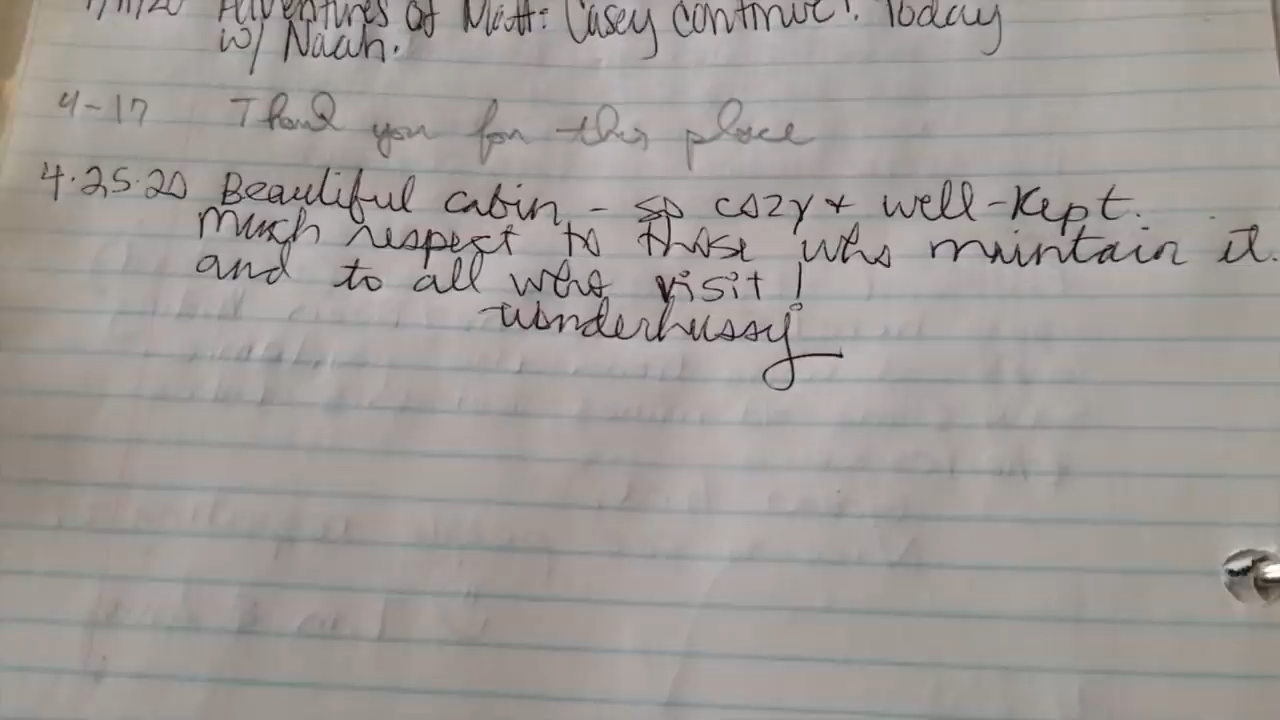 Adventures of Matt & Casey continue! Today
w/ Noah.
4-17 Thank you for this place
4.25.20 Beautiful cabin - so cozy + well-kept.
Much respect to those who maintain it.
and to all who visit!
Wonderhussy